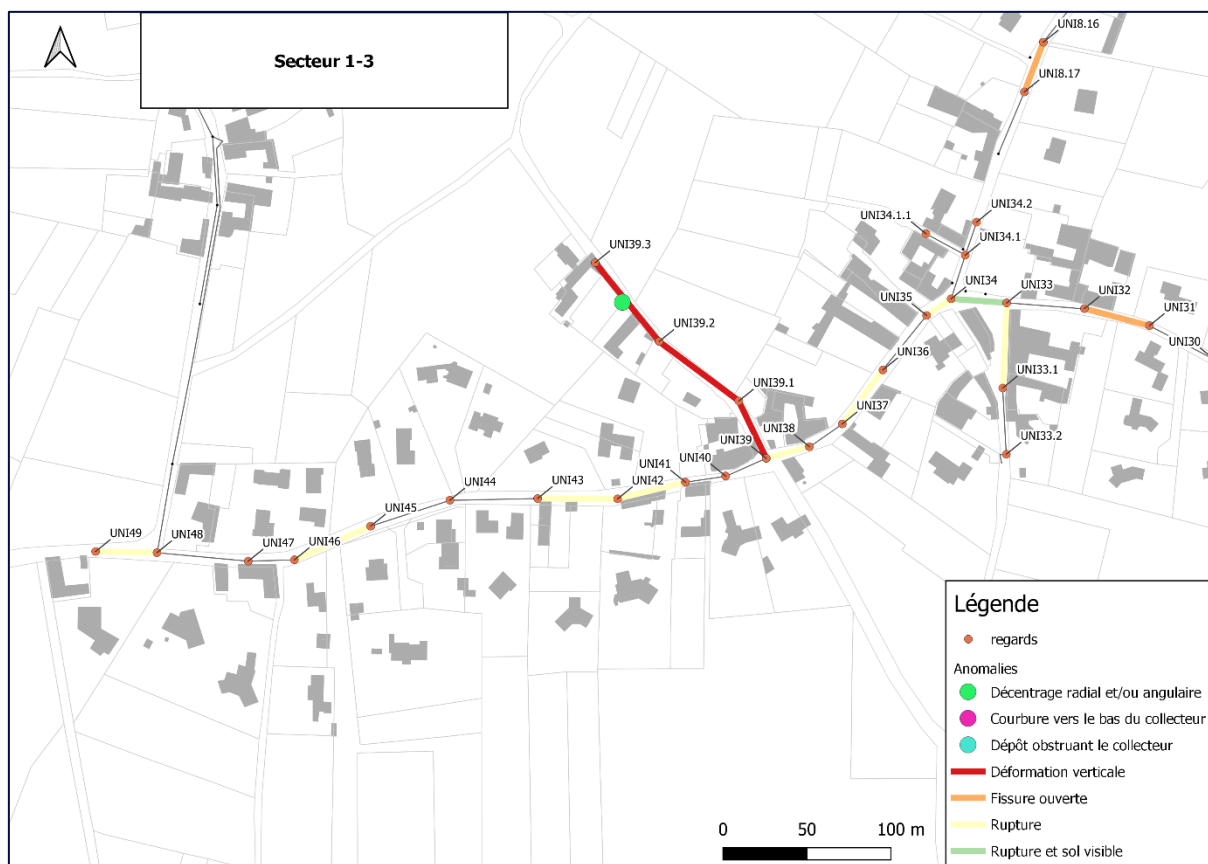 Secteur 1-3
UNI8.16
UNI8.17
UNI34.2
UNI34.1.1
UNI34.1
UNI39.3
UNI34
UNI33
UNI32
UNI31
UNI35
UNI30
UNI39.2
UNI36
UNI33.1
UNI39.1
UNI37
UNI38
UNI39
UNI33.2
UNI40
UNI41
UNI42
UNI43
UNI44
UNI45
UNI46
UNI47
UNI48
UNI49
Légende
regards
Anomalies
Décentrage radial et/ou angulaire
Courbure vers le bas du collecteur
Dépôt obstruant le collecteur
Déformation verticale
Fissure ouverte
Rupture
Rupture et sol visible
0 50 100 m